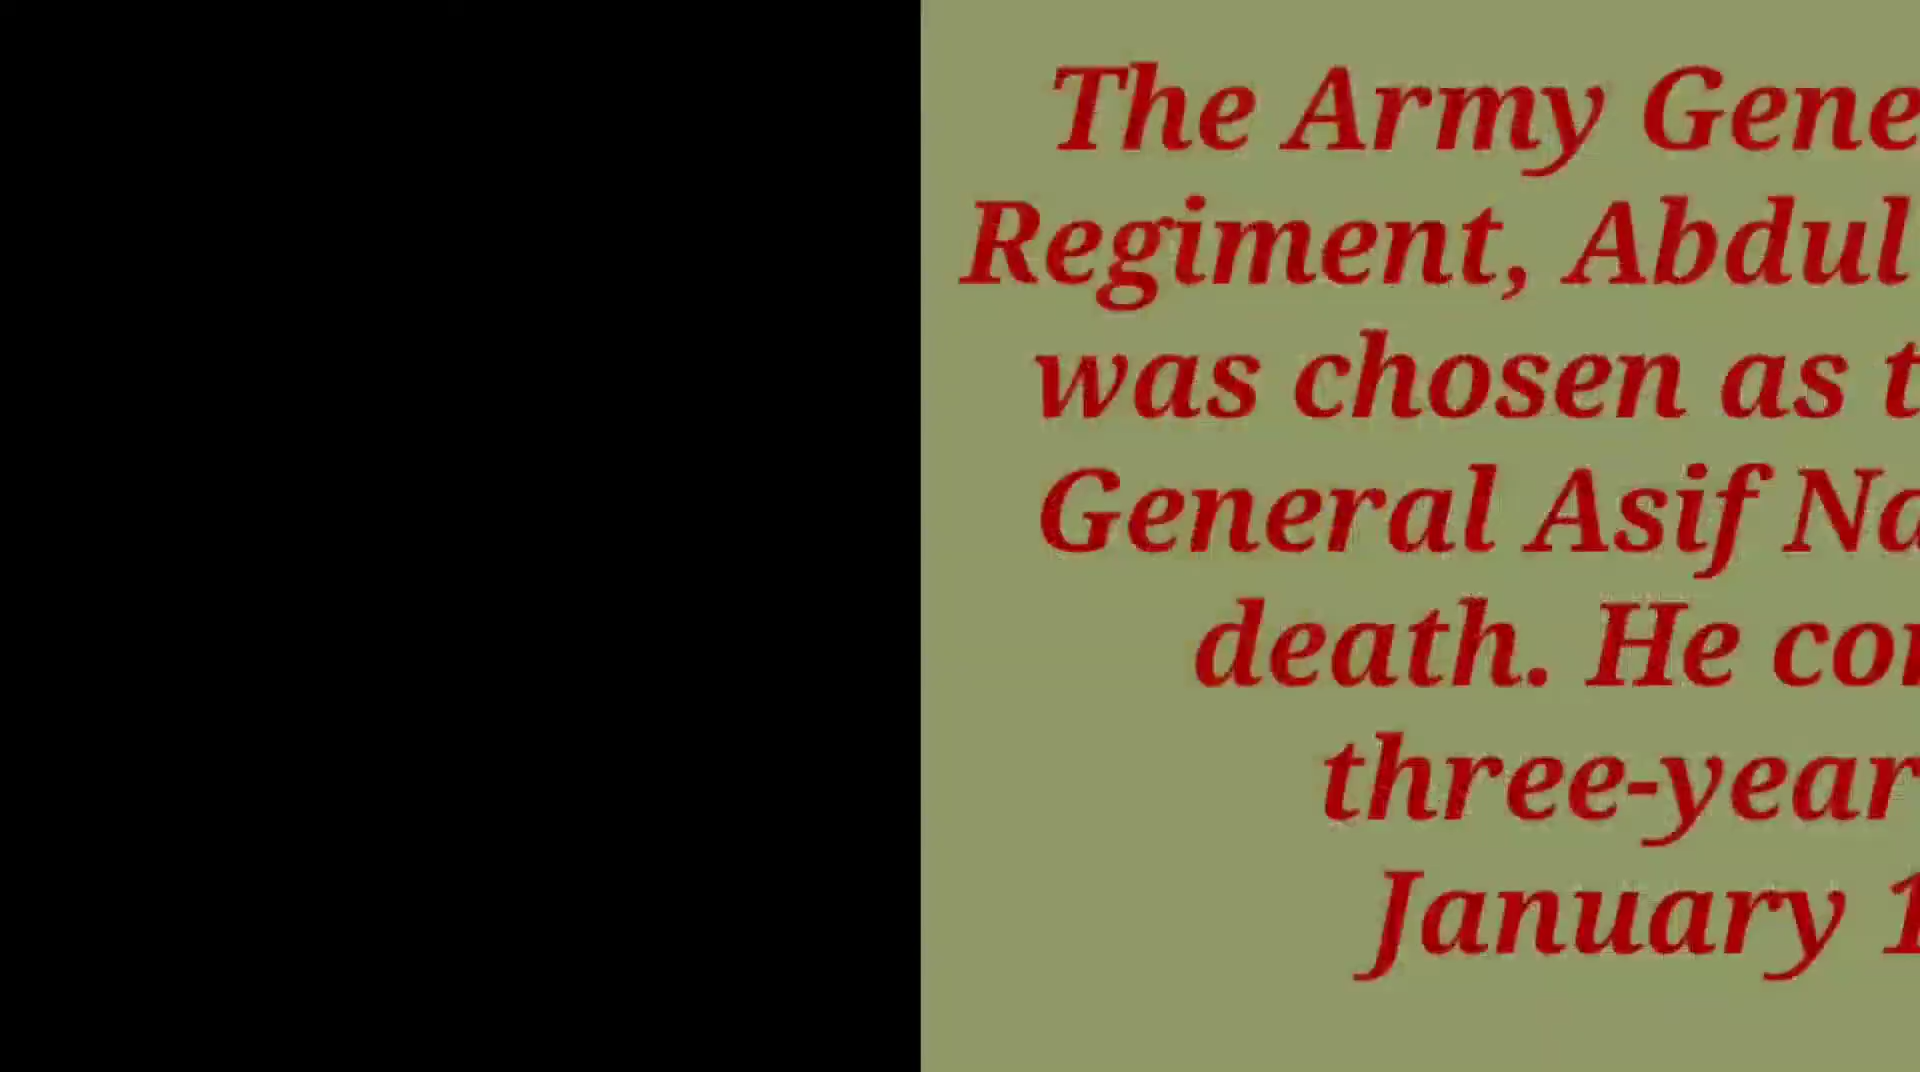 The Army Gene
Regiment, Abdul
was chosen as t
General Asif Na
death. He co
three-year
January 1